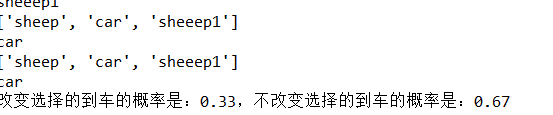 sheeep1
['sheep', 'car', 'sheeep1']
car
['sheep', 'car', 'sheeep1']
car
改变选择的到车的概率是：0.33，不改变选择的到车的概率是：0.67